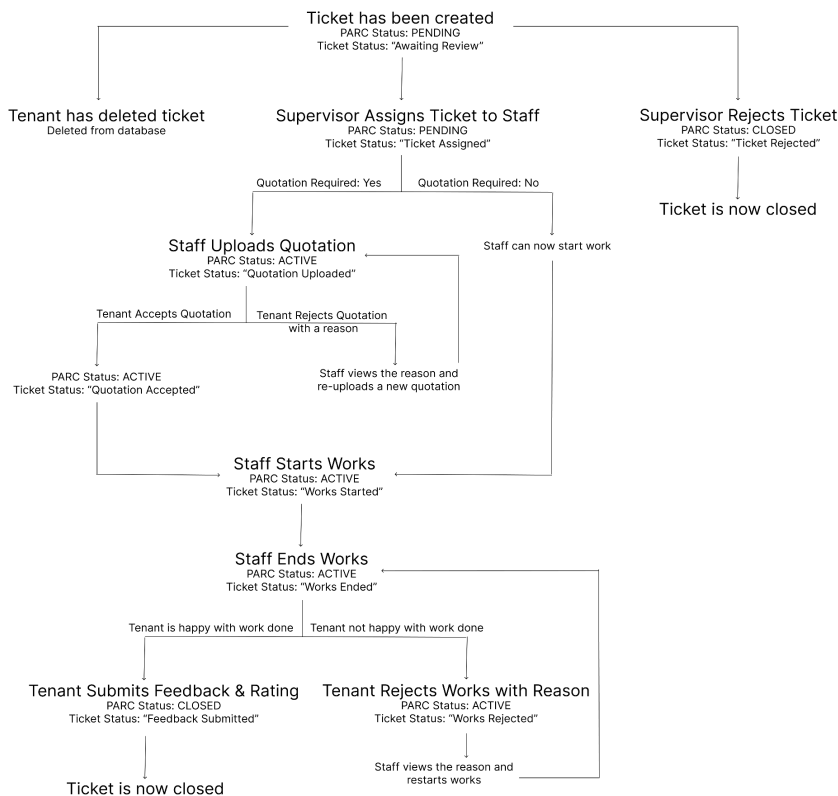 Ticket has been created
PARC Status: PENDING
Ticket Status: “Awaiting Review”
Tenant has deleted ticket
Deleted from database
Supervisor Assigns Ticket to Staff
PARC Status: PENDING
Ticket Status: “Ticket Assigned”
Supervisor Rejects Ticket
PARC Status: CLOSED
Ticket Status: “Ticket Rejected”
Ticket is now closed
Quotation Required: Yes
Quotation Required: No
Staff Uploads Quotation
PARC Status: ACTIVE
Ticket Status: “Quotation Uploaded”
Staff can now start work
Tenant Accepts Quotation
Tenant Rejects Quotation
with a reason
PARC Status: ACTIVE
Ticket Status: “Quotation Accepted”
Staff views the reason and
re-uploads a new quotation
Staff Starts Works
PARC Status: ACTIVE
Ticket Status: “Works Started”
Staff Ends Works
PARC Status: ACTIVE
Ticket Status: “Works Ended”
Tenant is happy with work done
Tenant not happy with work done
Tenant Submits Feedback & Rating
PARC Status: CLOSED
Ticket Status: “Feedback Submitted”
Tenant Rejects Works with Reason
PARC Status: ACTIVE
Ticket Status: “Works Rejected”
Staff views the reason and
restarts works
Ticket is now closed